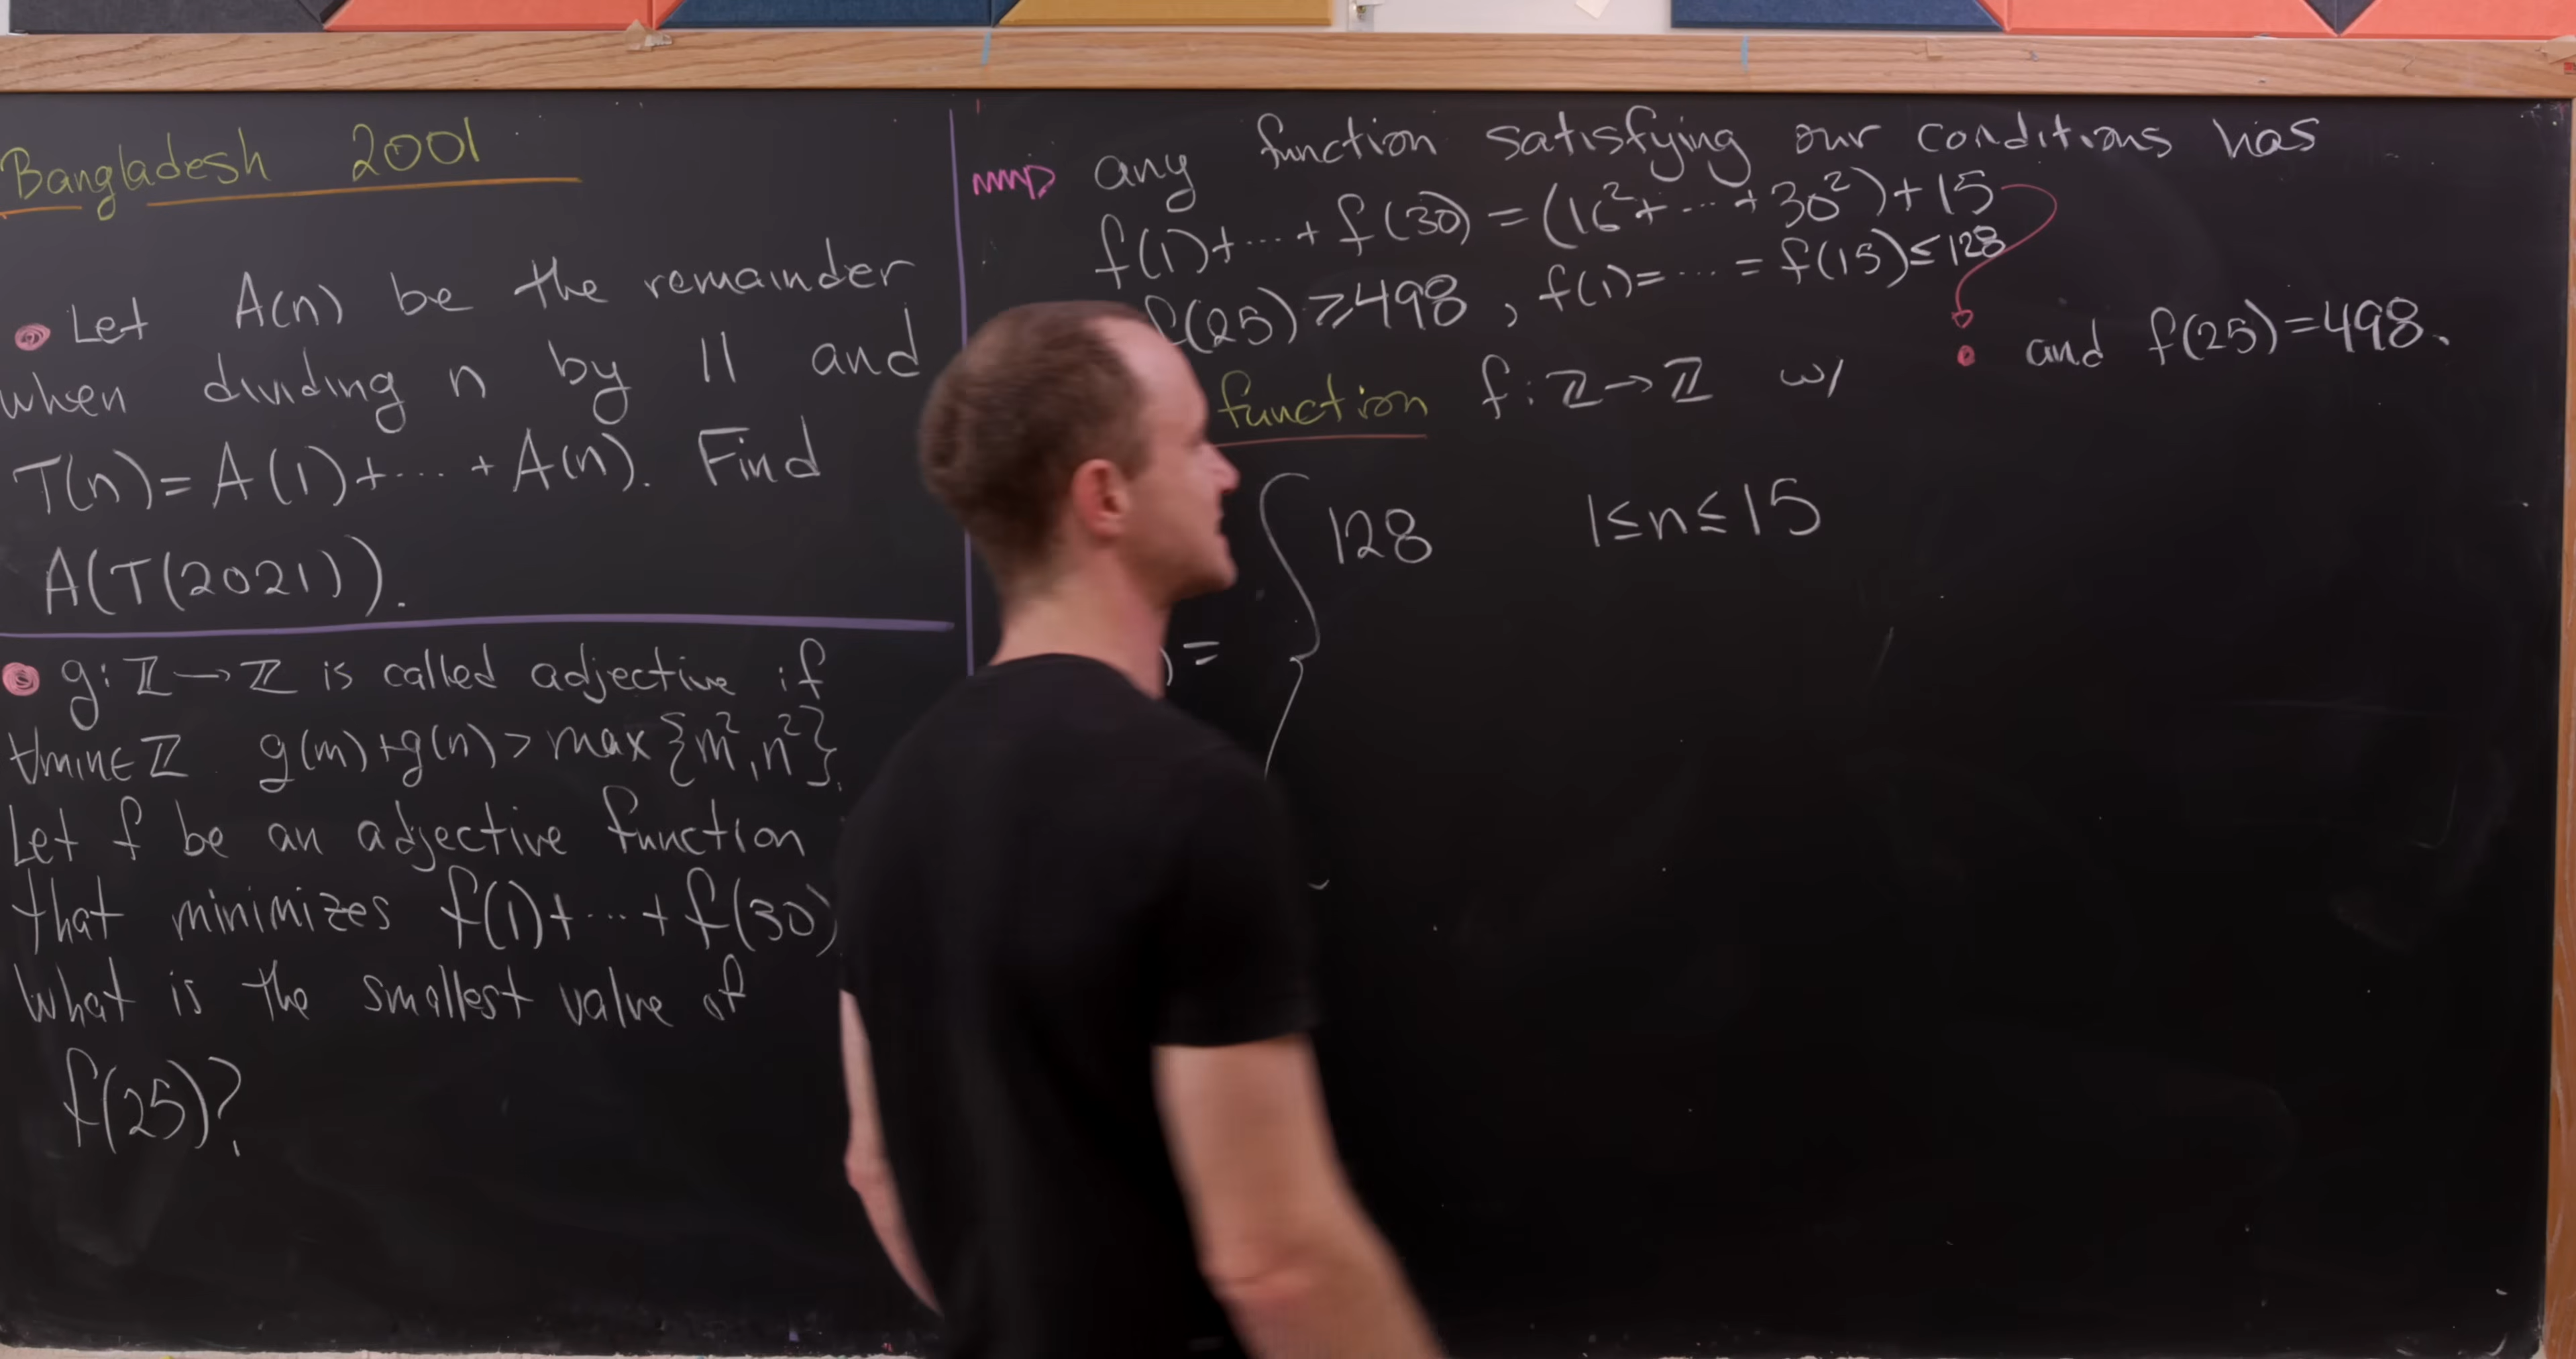 Bangladesh 2001
• Let A(n) be the remainder
when dividing n by 11 and
T(n)=A(1)+···+A(n). Find
A(T(2021)).
• g:ℤ→ℤ is called adjective if
∀m,n∈ℤ g(m)+g(n)>max{m²,n²}.
Let f be an adjective function
that minimizes f(1)+···+f(30)
What is the smallest value of
f(25)?
any function satisfying our conditions has
f(1)+···+f(30)=(16²+···+30²)+15
f(25)≥498, f(1)=···=f(15)≤128
• and f(25)=498.
function f:ℤ→ℤ w/
)= { 128 1≤n≤15